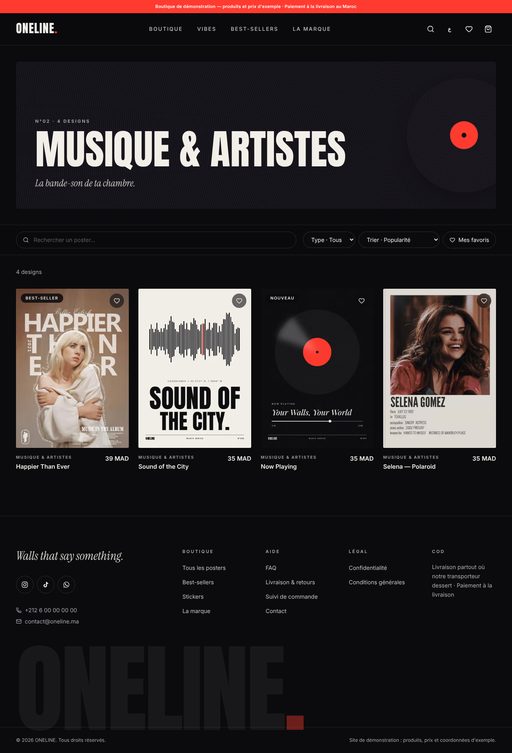 Boutique de démonstration — produits et prix d'exemple · Paiement à la livraison au Maroc
ONELINE.
BOUTIQUE
VIBES
BEST-SELLERS
LA MARQUE
ع
N°02 · 4 DESIGNS
MUSIQUE & ARTISTES
La bande-son de ta chambre.
Rechercher un poster...
Type · Tous
Trier · Popularité
Mes favoris
4 designs
BEST-SELLER
HAPPIER
THAN
EVER
SOUND OF
THE CITY.
NOUVEAU
NOW PLAYING
Your Walls, Your World
SELENA GOMEZ
MUSIQUE & ARTISTES
39 MAD
Happier Than Ever
MUSIQUE & ARTISTES
35 MAD
Sound of the City
MUSIQUE & ARTISTES
35 MAD
Now Playing
MUSIQUE & ARTISTES
35 MAD
Selena — Polaroid
Walls that say something.
+212 6 00 00 00 00
contact@oneline.ma
BOUTIQUE
Tous les posters
Best-sellers
Stickers
La marque
AIDE
FAQ
Livraison & retours
Suivi de commande
Contact
LÉGAL
Confidentialité
Conditions générales
COD
Livraison partout où
notre transporteur
dessert · Paiement à la
livraison
ONELINE.
© 2026 ONELINE. Tous droits réservés.
Site de démonstration : produits, prix et coordonnées d'exemple.